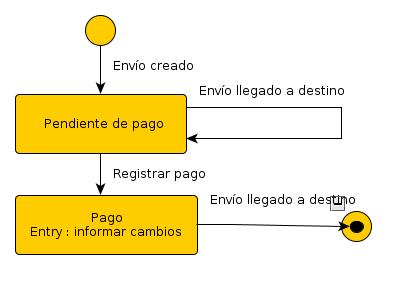 Envío creado
Envío llegado a destino
Pendiente de pago
Registrar pago
Envío llegado a destino
Pago
Entry : informar cambios